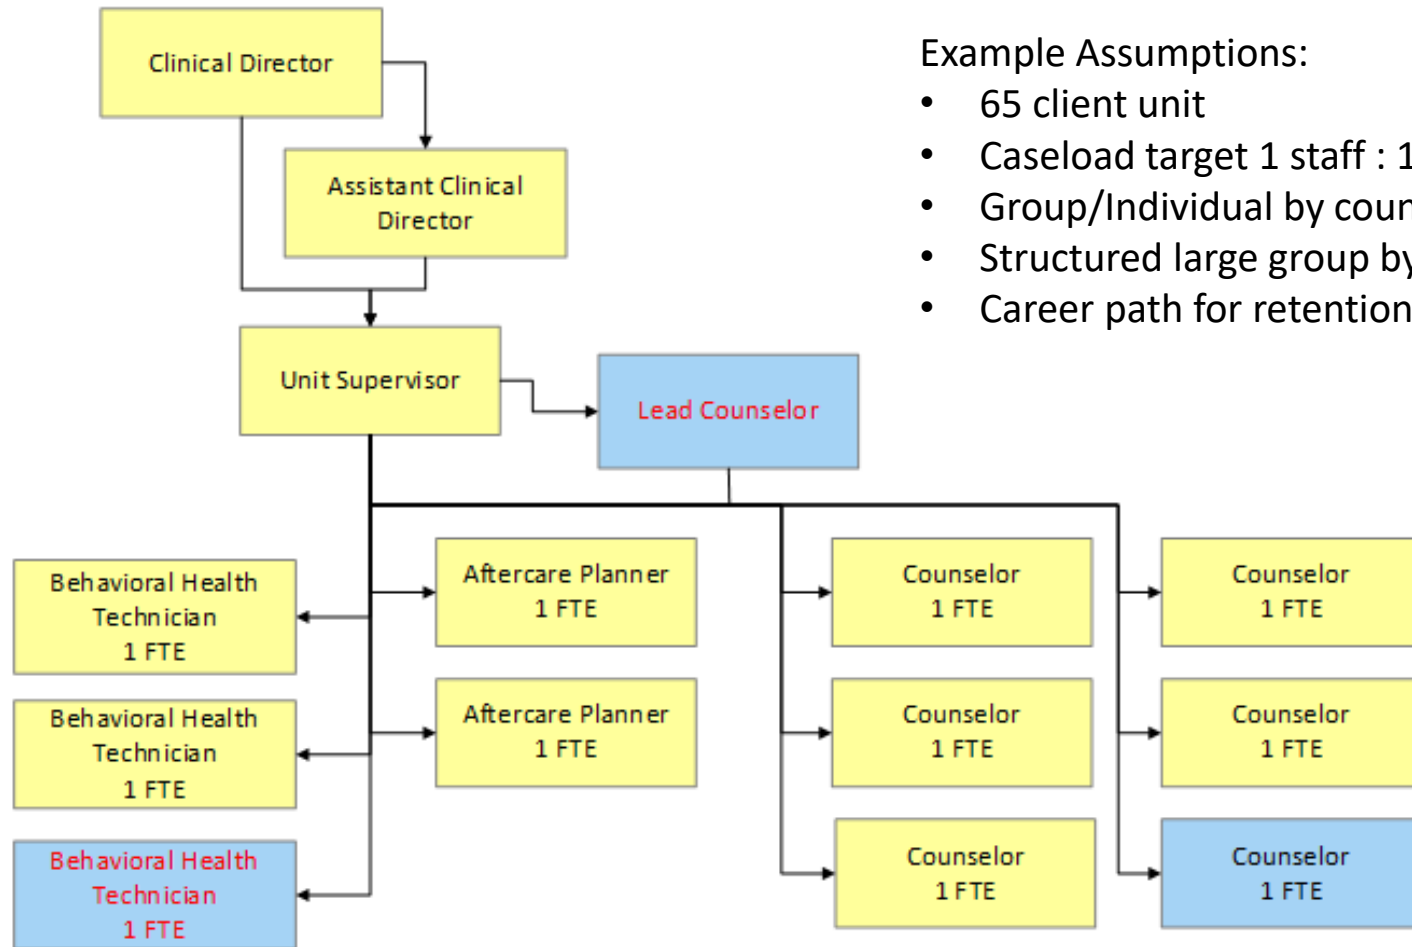 Clinical Director
Example Assumptions:
• 65 client unit
• Caseload target 1 staff : 1
• Group/Individual by coun
• Structured large group by
• Career path for retention
Assistant Clinical
Director
Unit Supervisor
Lead Counselor
Behavioral Health
Technician
1 FTE
Aftercare Planner
1 FTE
Counselor
1 FTE
Counselor
1 FTE
Behavioral Health
Technician
1 FTE
Aftercare Planner
1 FTE
Counselor
1 FTE
Counselor
1 FTE
Behavioral Health
Technician
1 FTE
Counselor
1 FTE
Counselor
1 FTE